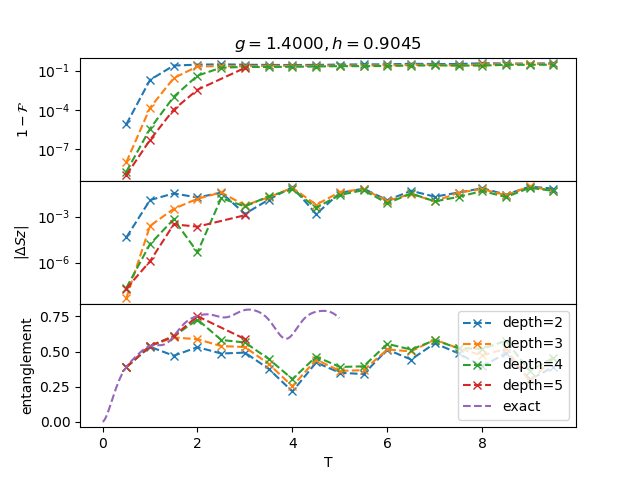 g = 1.4000, h = 0.9045
1 − ℱ
10⁻¹
10⁻⁴
10⁻⁷
|ΔSz|
10⁻³
10⁻⁶
entanglement
0.75
0.50
0.25
0.00
depth=2
depth=3
depth=4
depth=5
exact
0 2 4 6 8
T